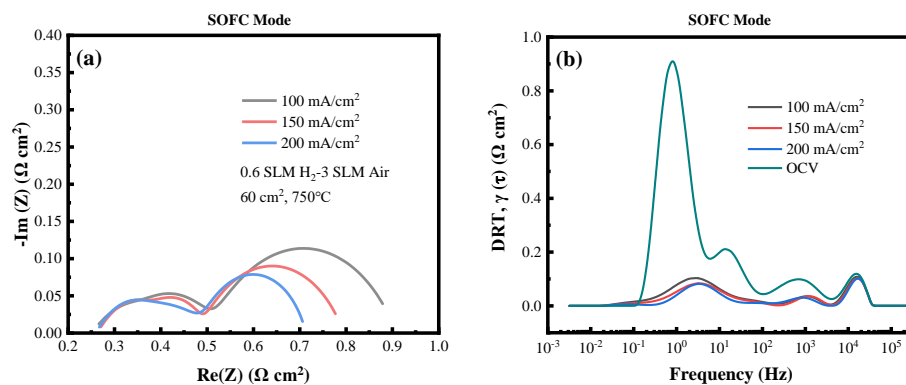 SOFC Mode
(a)
0.40
0.35
0.30
0.25
0.20
0.15
0.10
0.05
0.00
-Im (Z) (Ω cm²)
100 mA/cm²
150 mA/cm²
200 mA/cm²
0.6 SLM H₂-3 SLM Air
60 cm², 750°C
0.2 0.3 0.4 0.5 0.6 0.7 0.8 0.9 1.0
Re(Z) (Ω cm²)
SOFC Mode
(b)
1.0
0.8
0.6
0.4
0.2
0.0
DRT, γ (τ) (Ω cm²)
100 mA/cm²
150 mA/cm²
200 mA/cm²
OCV
10⁻³ 10⁻² 10⁻¹ 10⁰ 10¹ 10² 10³ 10⁴ 10⁵
Frequency (Hz)